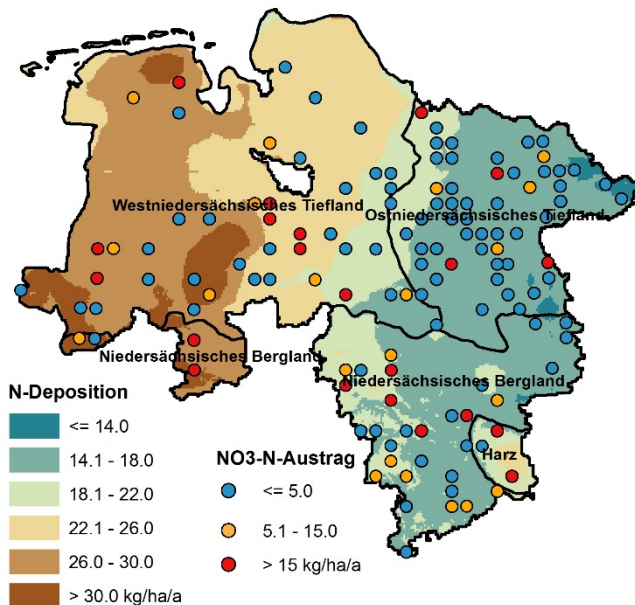 Westniedersächsisches Tiefland
Ostniedersächsisches Tiefland
Niedersächsisches Bergland
Niedersächsisches Bergland
Harz
N-Deposition
<= 14.0
14.1 - 18.0
18.1 - 22.0
22.1 - 26.0
26.0 - 30.0
> 30.0 kg/ha/a
NO3-N-Austrag
<= 5.0
5.1 - 15.0
> 15 kg/ha/a